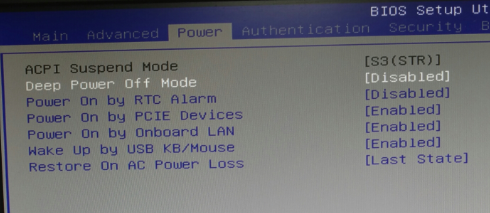 BIOS Setup Ut
Main Advanced Power Authentication Security B
ACPI Suspend Mode [S3(STR)]
Deep Power Off Mode [Disabled]
Power On by RTC Alarm [Disabled]
Power On by PCIE Devices [Enabled]
Power On by Onboard LAN [Enabled]
Wake Up by USB KB/Mouse [Enabled]
Restore On AC Power Loss [Last State]